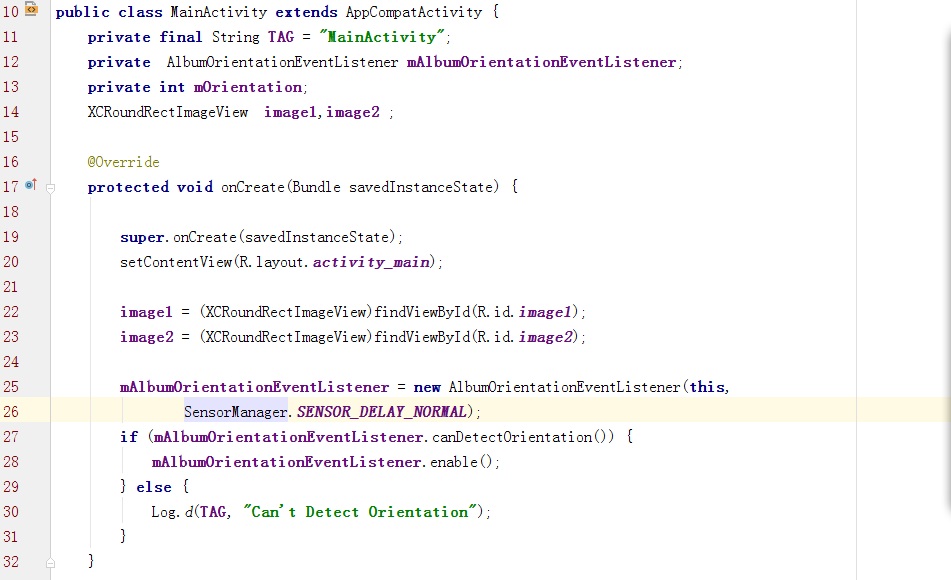 10 public class MainActivity extends AppCompatActivity {
11     private final String TAG = "MainActivity";
12     private  AlbumOrientationEventListener mAlbumOrientationEventListener;
13     private int mOrientation;
14     XCRoundRectImageView  image1,image2 ;
15
16     @Override
17     protected void onCreate(Bundle savedInstanceState) {
18
19         super.onCreate(savedInstanceState);
20         setContentView(R.layout.activity_main);
21
22         image1 = (XCRoundRectImageView)findViewById(R.id.image1);
23         image2 = (XCRoundRectImageView)findViewById(R.id.image2);
24
25         mAlbumOrientationEventListener = new AlbumOrientationEventListener(this,
26                 SensorManager.SENSOR_DELAY_NORMAL);
27         if (mAlbumOrientationEventListener.canDetectOrientation()) {
28             mAlbumOrientationEventListener.enable();
29         } else {
30             Log.d(TAG, "Can't Detect Orientation");
31         }
32     }